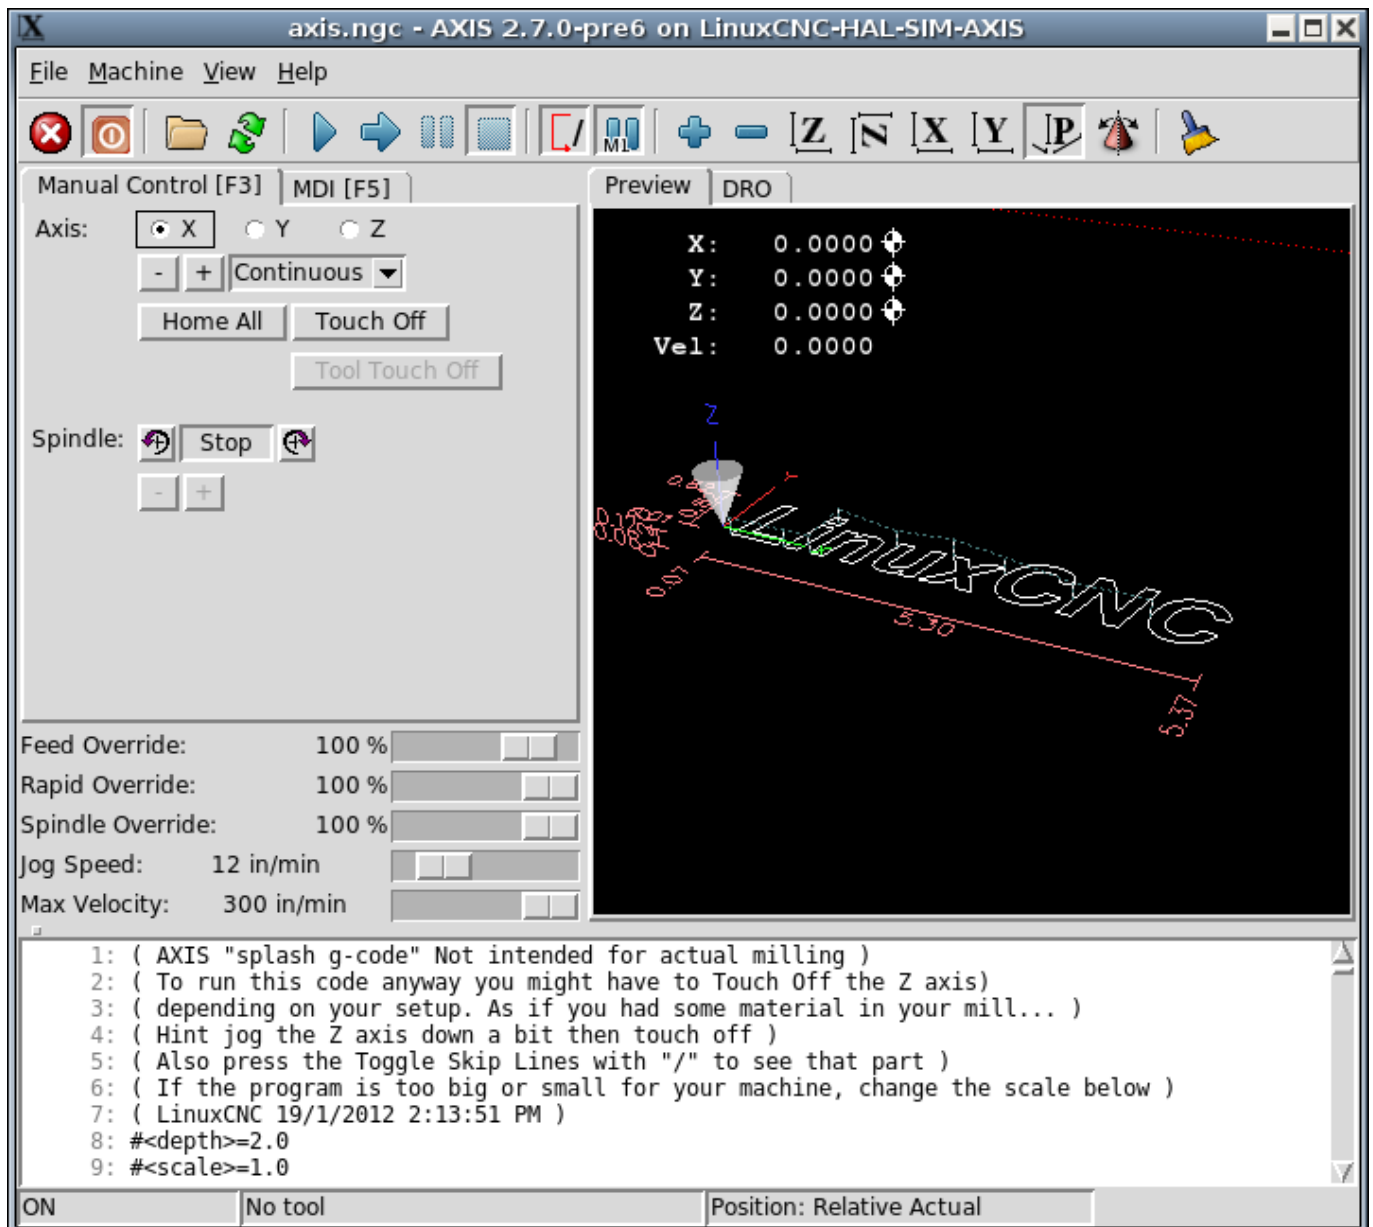 axis.ngc - AXIS 2.7.0-pre6 on LinuxCNC-HAL-SIM-AXIS
File Machine View Help
M1 Z N X Y P
Manual Control [F3] MDI [F5]
Axis: X Y Z
- + Continuous
Home All Touch Off
Tool Touch Off
Spindle: Stop
- +
Feed Override: 100 %
Rapid Override: 100 %
Spindle Override: 100 %
Jog Speed: 12 in/min
Max Velocity: 300 in/min
Preview DRO
X: 0.0000
Y: 0.0000
Z: 0.0000
Vel: 0.0000
Z
Y
LinuxCNC
0.07
5.30
5.37
1: ( AXIS "splash g-code" Not intended for actual milling )
2: ( To run this code anyway you might have to Touch Off the Z axis)
3: ( depending on your setup. As if you had some material in your mill... )
4: ( Hint jog the Z axis down a bit then touch off )
5: ( Also press the Toggle Skip Lines with "/" to see that part )
6: ( If the program is too big or small for your machine, change the scale below )
7: ( LinuxCNC 19/1/2012 2:13:51 PM )
8: #<depth>=2.0
9: #<scale>=1.0
ON No tool Position: Relative Actual